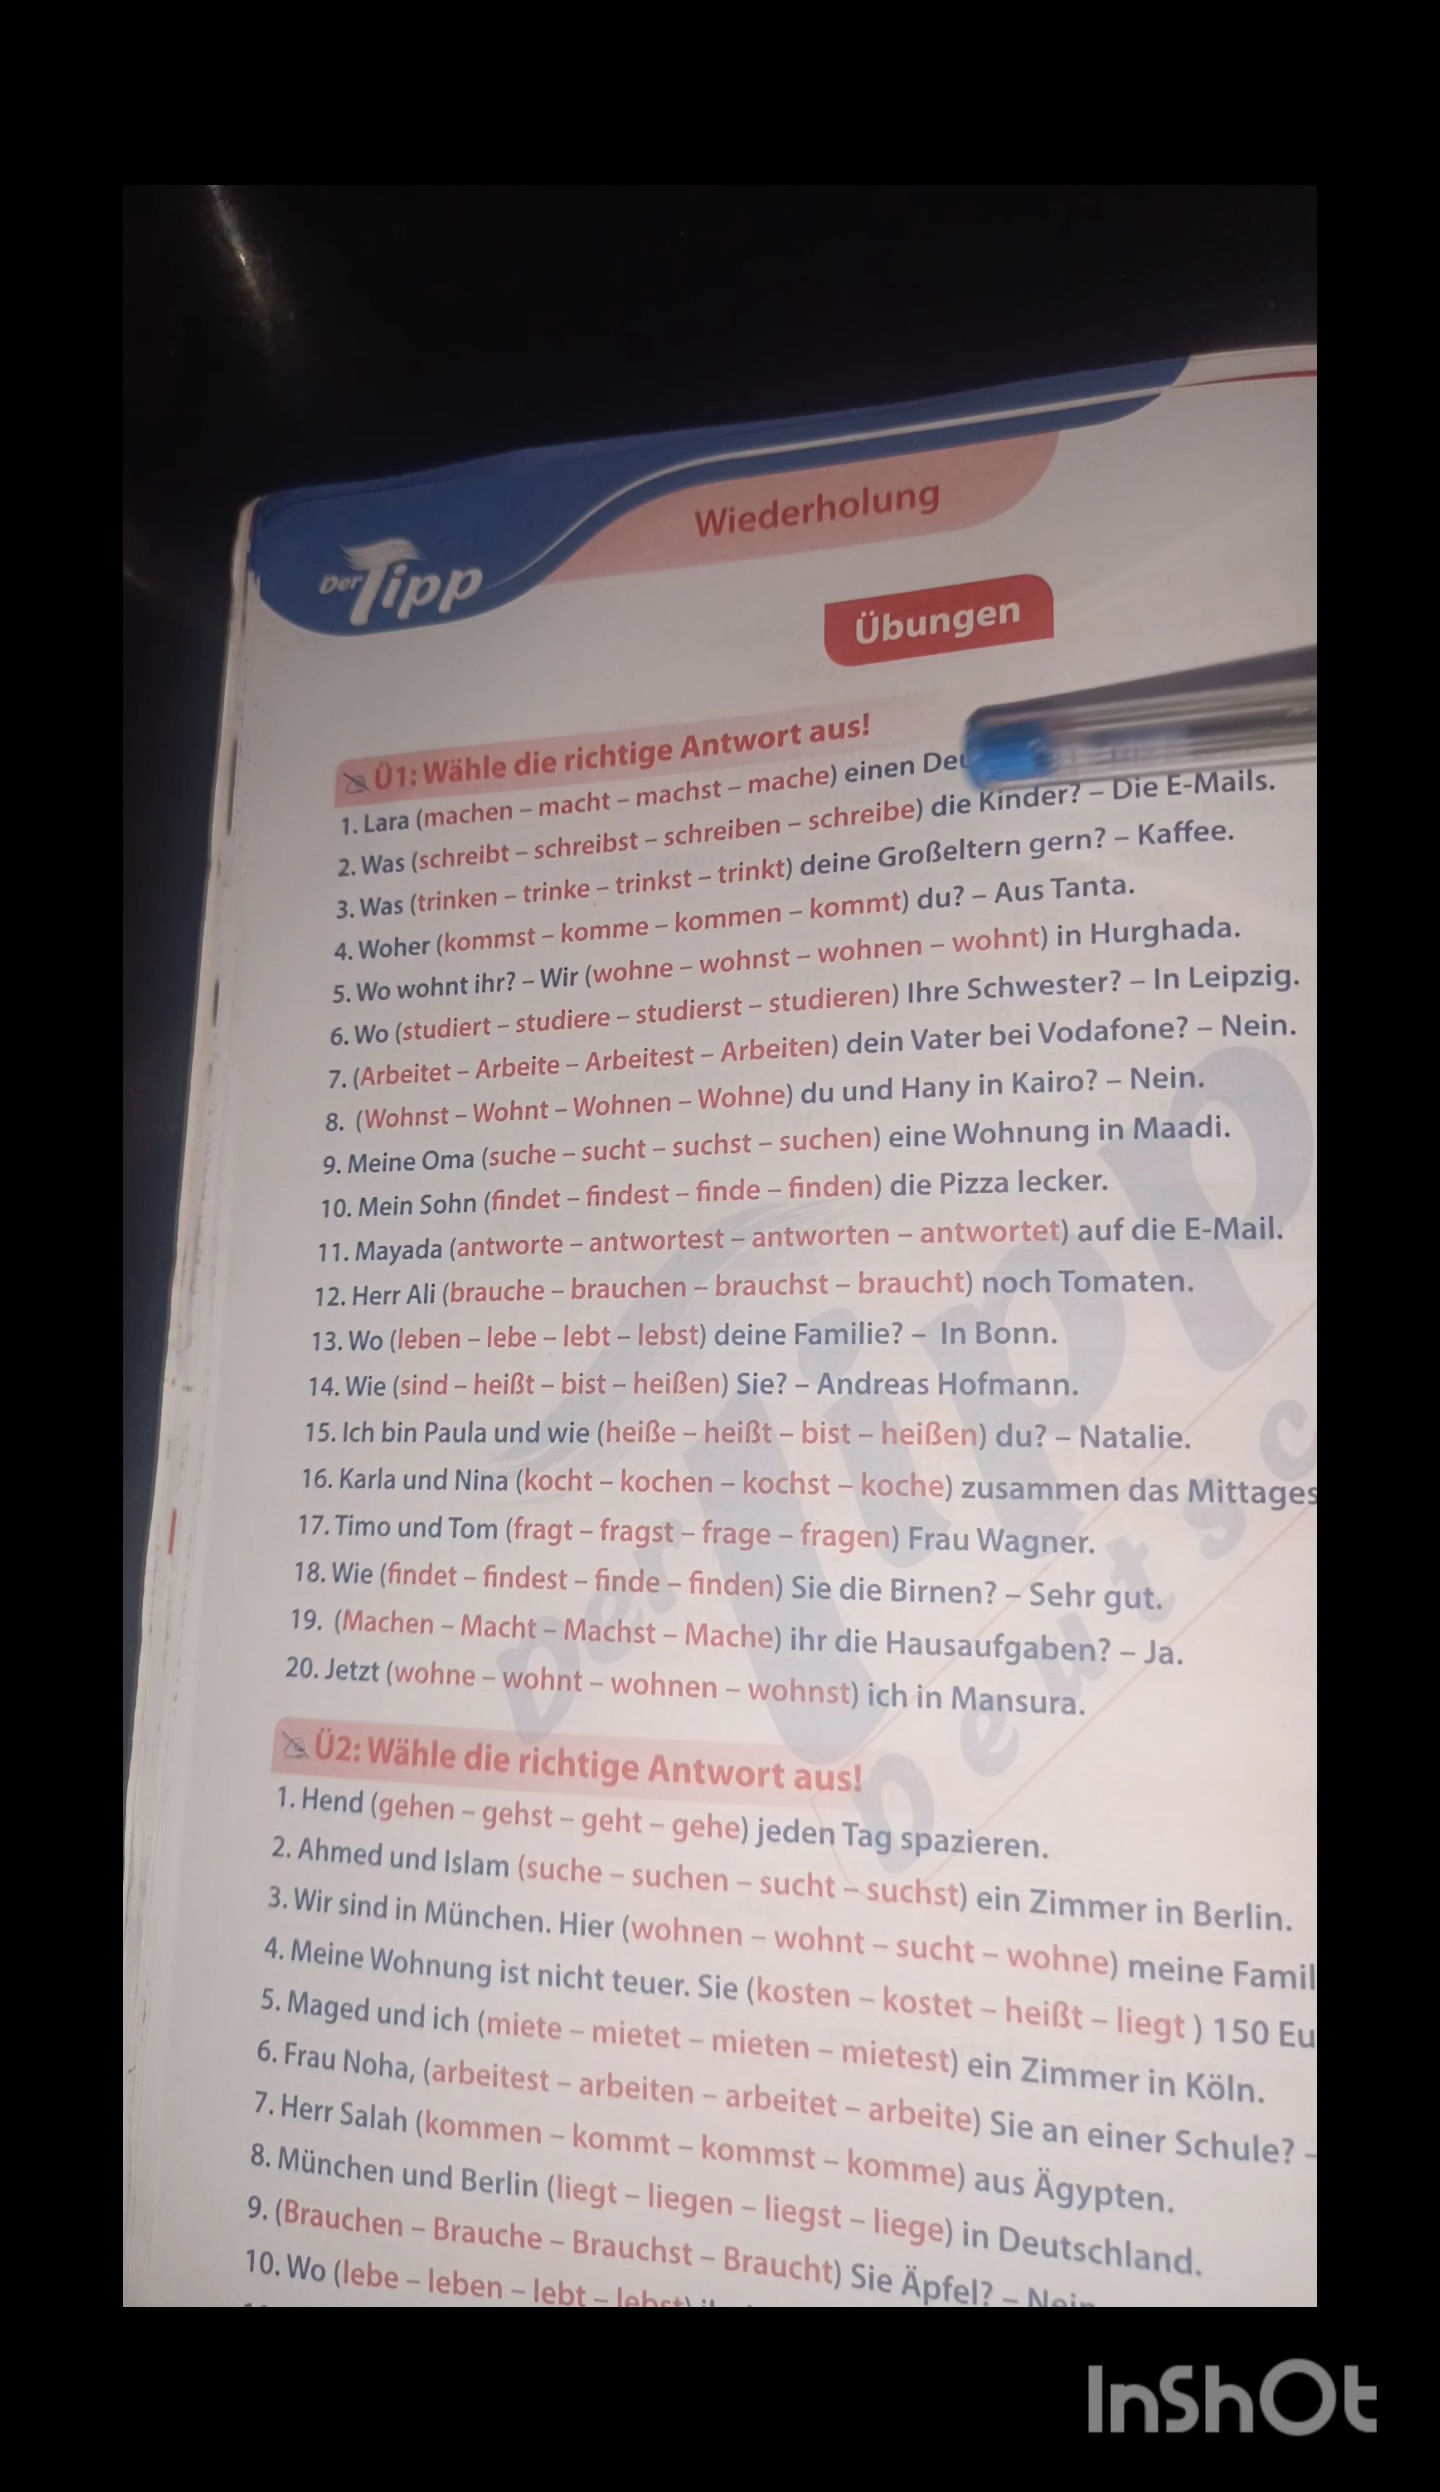 Der Tipp
Wiederholung
Übungen
Ü1: Wähle die richtige Antwort aus!
1. Lara (machen – macht – machst – mache) einen
2. Was (schreibt – schreibst – schreiben – schreibe) die Kinder? – Die E-Mails.
3. Was (trinken – trinke – trinkst – trinkt) deine Großeltern gern? – Kaffee.
4. Woher (kommst – komme – kommen – kommt) du? – Aus Tanta.
5. Wo wohnt ihr? – Wir (wohne – wohnst – wohnen – wohnt) in Hurghada.
6. Wo (studiert – studiere – studierst – studieren) Ihre Schwester? – In Leipzig.
7. (Arbeitet – Arbeite – Arbeitest – Arbeiten) dein Vater bei Vodafone? – Nein.
8. (Wohnst – Wohnt – Wohnen – Wohne) du und Hany in Kairo? – Nein.
9. Meine Oma (suche – sucht – suchst – suchen) eine Wohnung in Maadi.
10. Mein Sohn (findet – findest – finde – finden) die Pizza lecker.
11. Mayada (antworte – antwortest – antworten – antwortet) auf die E-Mail.
12. Herr Ali (brauche – brauchen – brauchst – braucht) noch Tomaten.
13. Wo (leben – lebe – lebt – lebst) deine Familie? – In Bonn.
14. Wie (sind – heißt – bist – heißen) Sie? – Andreas Hofmann.
15. Ich bin Paula und wie (heiße – heißt – bist – heißen) du? – Natalie.
16. Karla und Nina (kocht – kochen – kochst – koche) zusammen das Mittages
17. Timo und Tom (fragt – fragst – frage – fragen) Frau Wagner.
18. Wie (findet – findest – finde – finden) Sie die Birnen? – Sehr gut.
19. (Machen – Macht – Machst – Mache) ihr die Hausaufgaben? – Ja.
20. Jetzt (wohne – wohnt – wohnen – wohnst) ich in Mansura.
Ü2: Wähle die richtige Antwort aus!
1. Hend (gehen – gehst – geht – gehe) jeden Tag spazieren.
2. Ahmed und Islam (suche – suchen – sucht – suchst) ein Zimmer in Berlin.
3. Wir sind in München. Hier (wohnen – wohnt – sucht – wohne) meine Famil
4. Meine Wohnung ist nicht teuer. Sie (kosten – kostet – heißt – liegt ) 150 Eu
5. Maged und ich (miete – mietet – mieten – mietest) ein Zimmer in Köln.
6. Frau Noha, (arbeitest – arbeiten – arbeitet – arbeite) Sie an einer Schule? –
7. Herr Salah (kommen – kommt – kommst – komme) aus Ägypten.
8. München und Berlin (liegt – liegen – liegst – liege) in Deutschland.
9. (Brauchen – Brauche – Brauchst – Braucht) Sie Äpfel? – Nein
10. Wo (lebe – leben – lebt – lebst)
InShOt